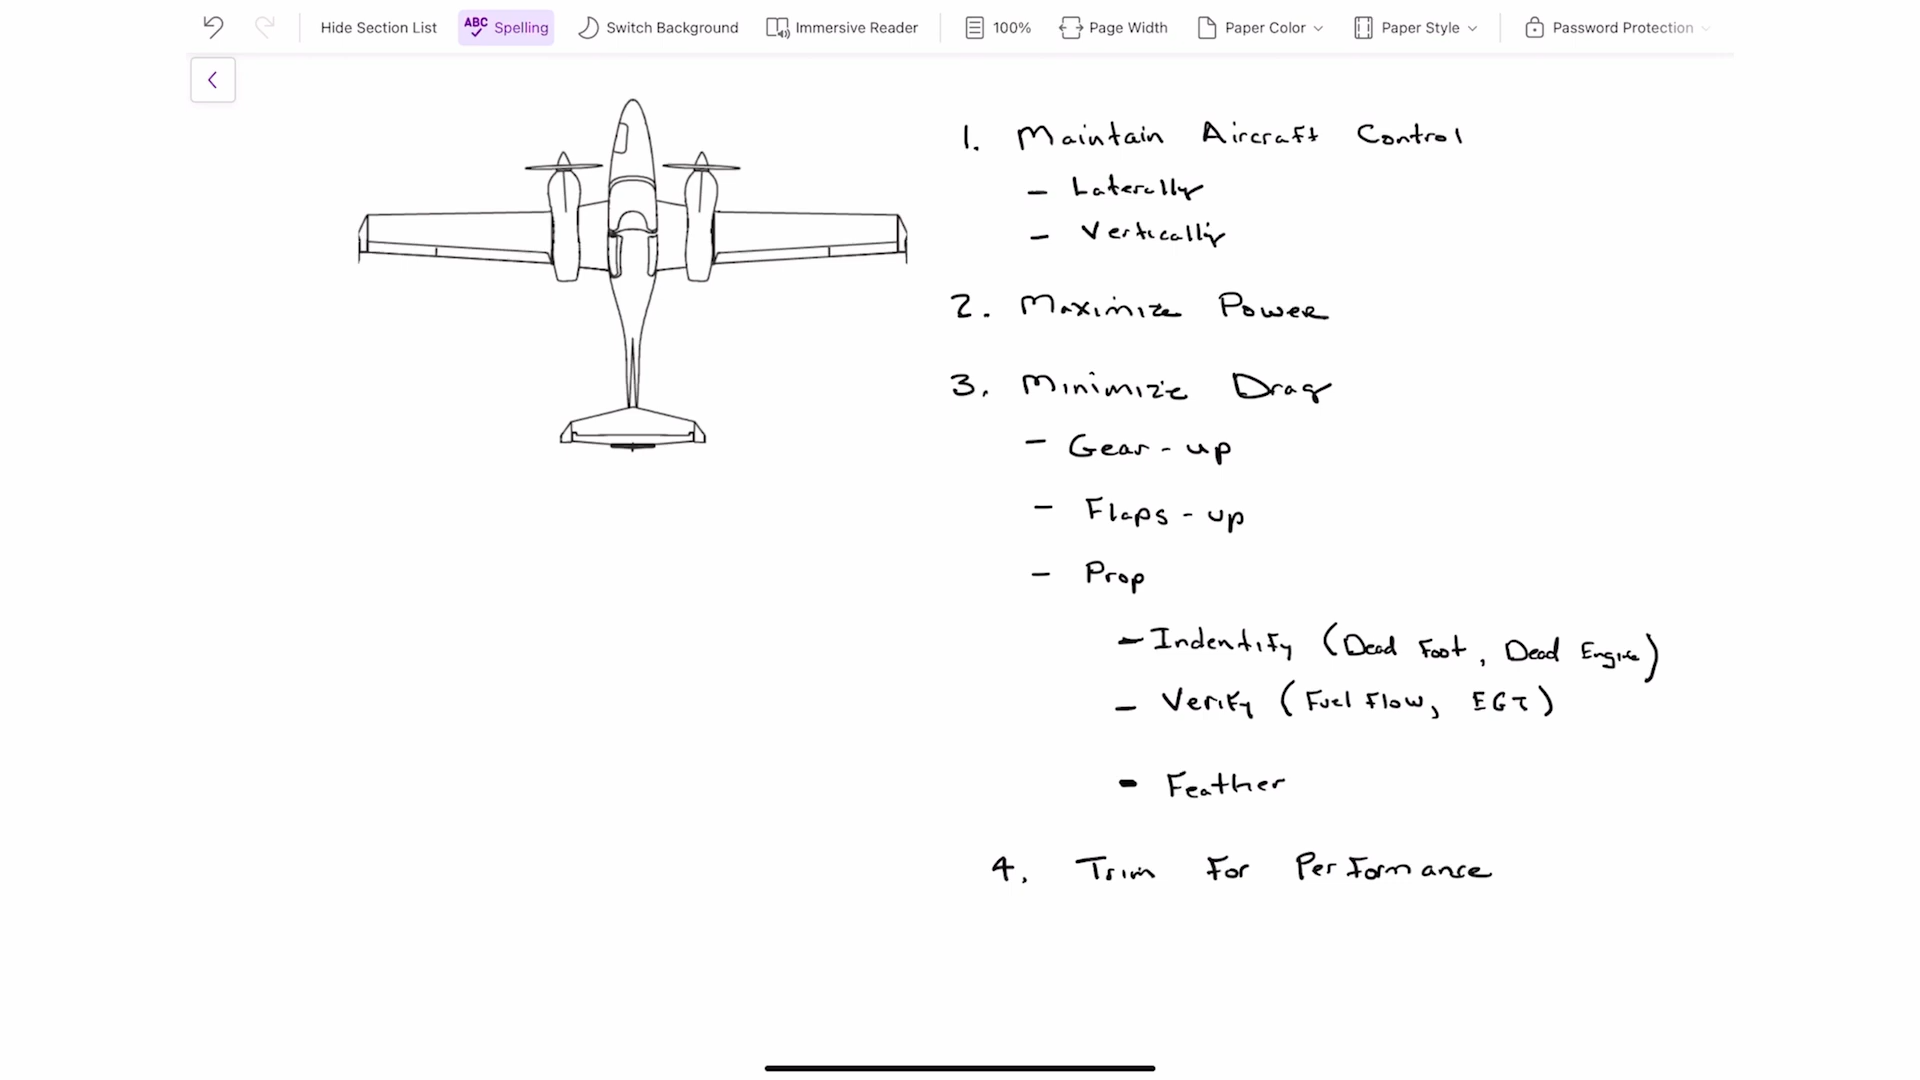 Hide Section List ABC Spelling Switch Background Immersive Reader 100% Page Width Paper Color Paper Style Password Protection
1. Maintain Aircraft Control
- Laterally
- Vertically
2. Maximize Power
3. Minimize Drag
- Gear - up
- Flaps - up
- Prop
- Indentify (Dead Foot, Dead Engine)
- Verify (Fuel Flow, EGT)
- Feather
4. Trim For Performance